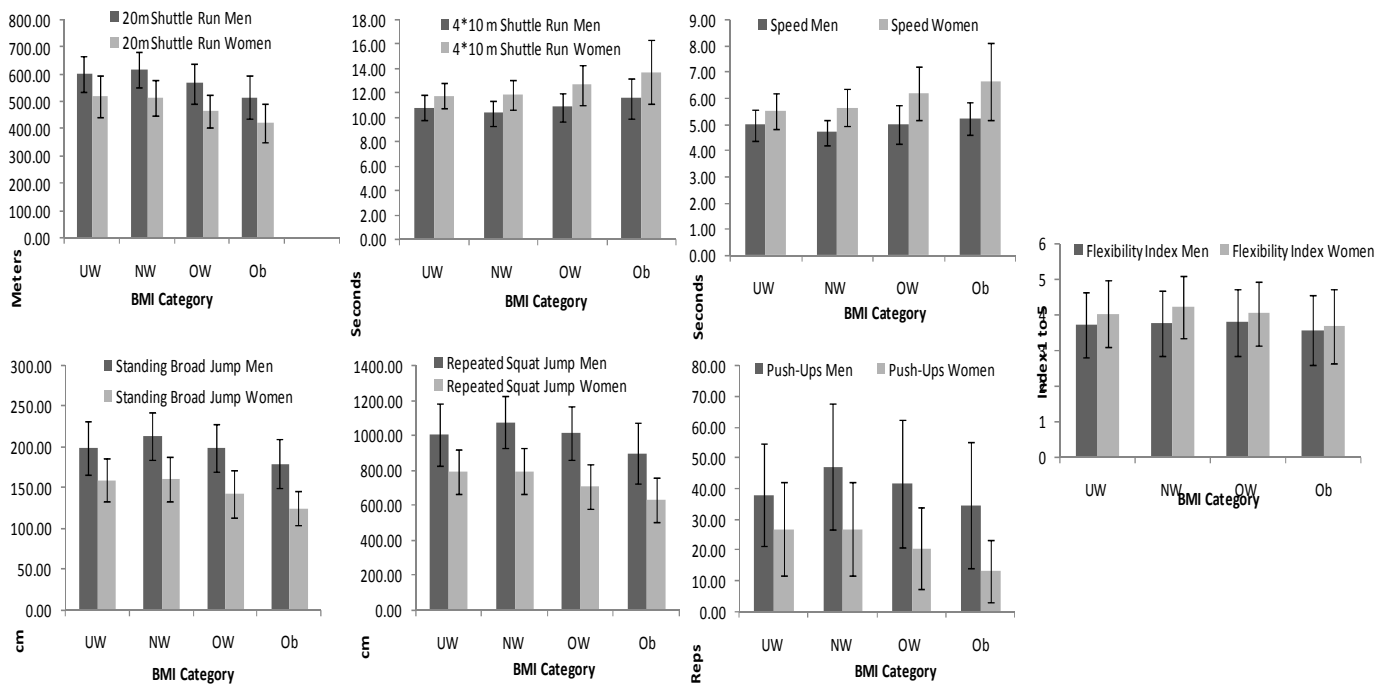 800.00
700.00
600.00
500.00
400.00
300.00
200.00
100.00
0.00
20m Shuttle Run Men
20m Shuttle Run Women
UW NW OW Ob
BMI Category
Meters
18.00
16.00
14.00
12.00
10.00
8.00
6.00
4.00
2.00
0.00
4*10 m Shuttle Run Men
4*10 m Shuttle Run Women
UW NW OW Ob
BMI Category
Seconds
9.00
8.00
7.00
6.00
5.00
4.00
3.00
2.00
1.00
0.00
Speed Men Speed Women
UW NW OW Ob
BMI Category
Seconds
6
5
4
3
2
1
0
Flexibility Index Men Flexibility Index Women
UW NW OW Ob
BMI Category
Index 1 to 5
300.00
250.00
200.00
150.00
100.00
50.00
0.00
Standing Broad Jump Men
Standing Broad Jump Women
UW NW OW Ob
BMI Category
cm
1400.00
1200.00
1000.00
800.00
600.00
400.00
200.00
0.00
Repeated Squat Jump Men
Repeated Squat Jump Women
UW NW OW Ob
BMI Category
cm
80.00
70.00
60.00
50.00
40.00
30.00
20.00
10.00
0.00
Push-Ups Men Push-Ups Women
UW NW OW Ob
BMI Category
Reps